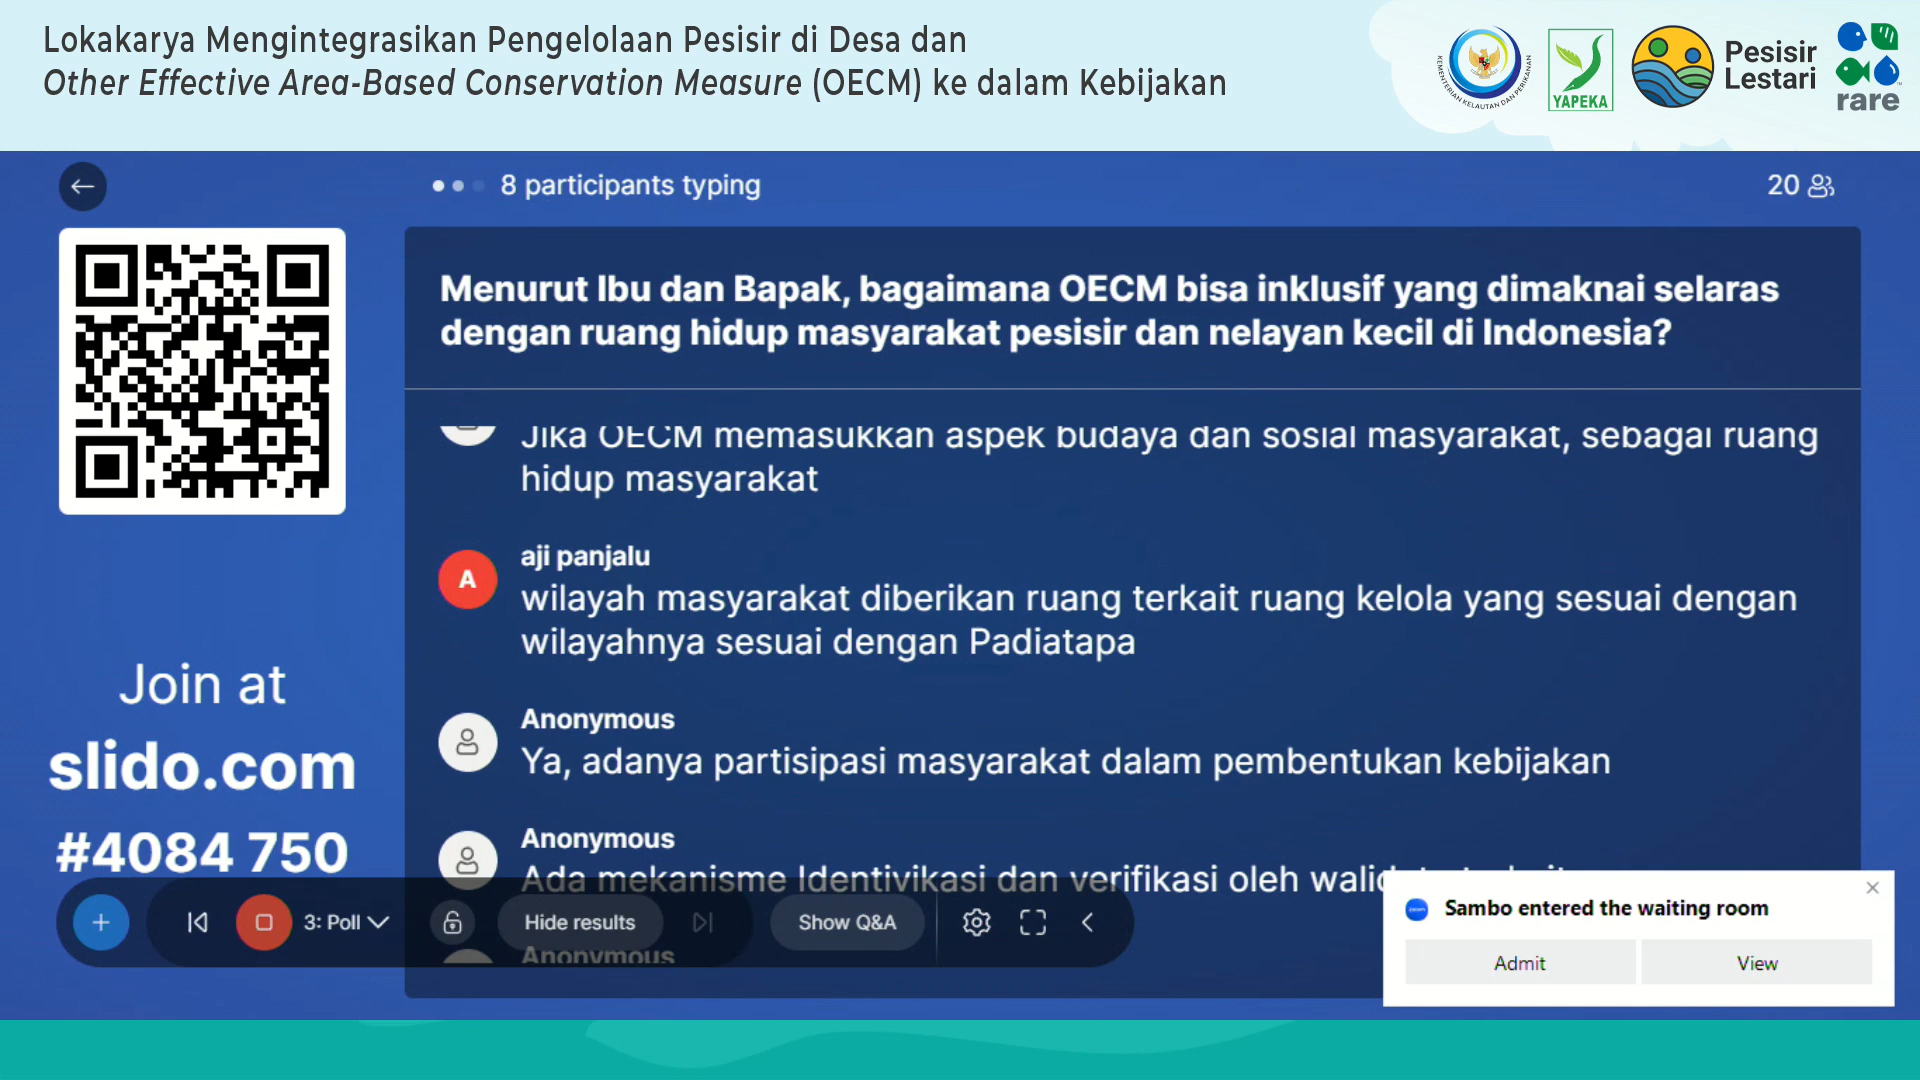 Lokakarya Mengintegrasikan Pengelolaan Pesisir di Desa dan
Other Effective Area-Based Conservation Measure (OECM) ke dalam Kebijakan
KEMENTERIAN KELAUTAN DAN PERIKANAN
YAPEKA
Pesisir
Lestari
rare
8 participants typing
20
Menurut Ibu dan Bapak, bagaimana OECM bisa inklusif yang dimaknai selaras
dengan ruang hidup masyarakat pesisir dan nelayan kecil di Indonesia?
Jika OECM memasukkan aspek budaya dan sosial masyarakat, sebagai ruang
hidup masyarakat
A
aji panjalu
wilayah masyarakat diberikan ruang terkait ruang kelola yang sesuai dengan
wilayahnya sesuai dengan Padiatapa
Anonymous
Ya, adanya partisipasi masyarakat dalam pembentukan kebijakan
Anonymous
Ada mekanisme Identivikasi dan verifikasi oleh
Anonymous
Join at
slido.com
#4084 750
3: Poll
Hide results
Show Q&A
zoom
Sambo entered the waiting room
Admit
View